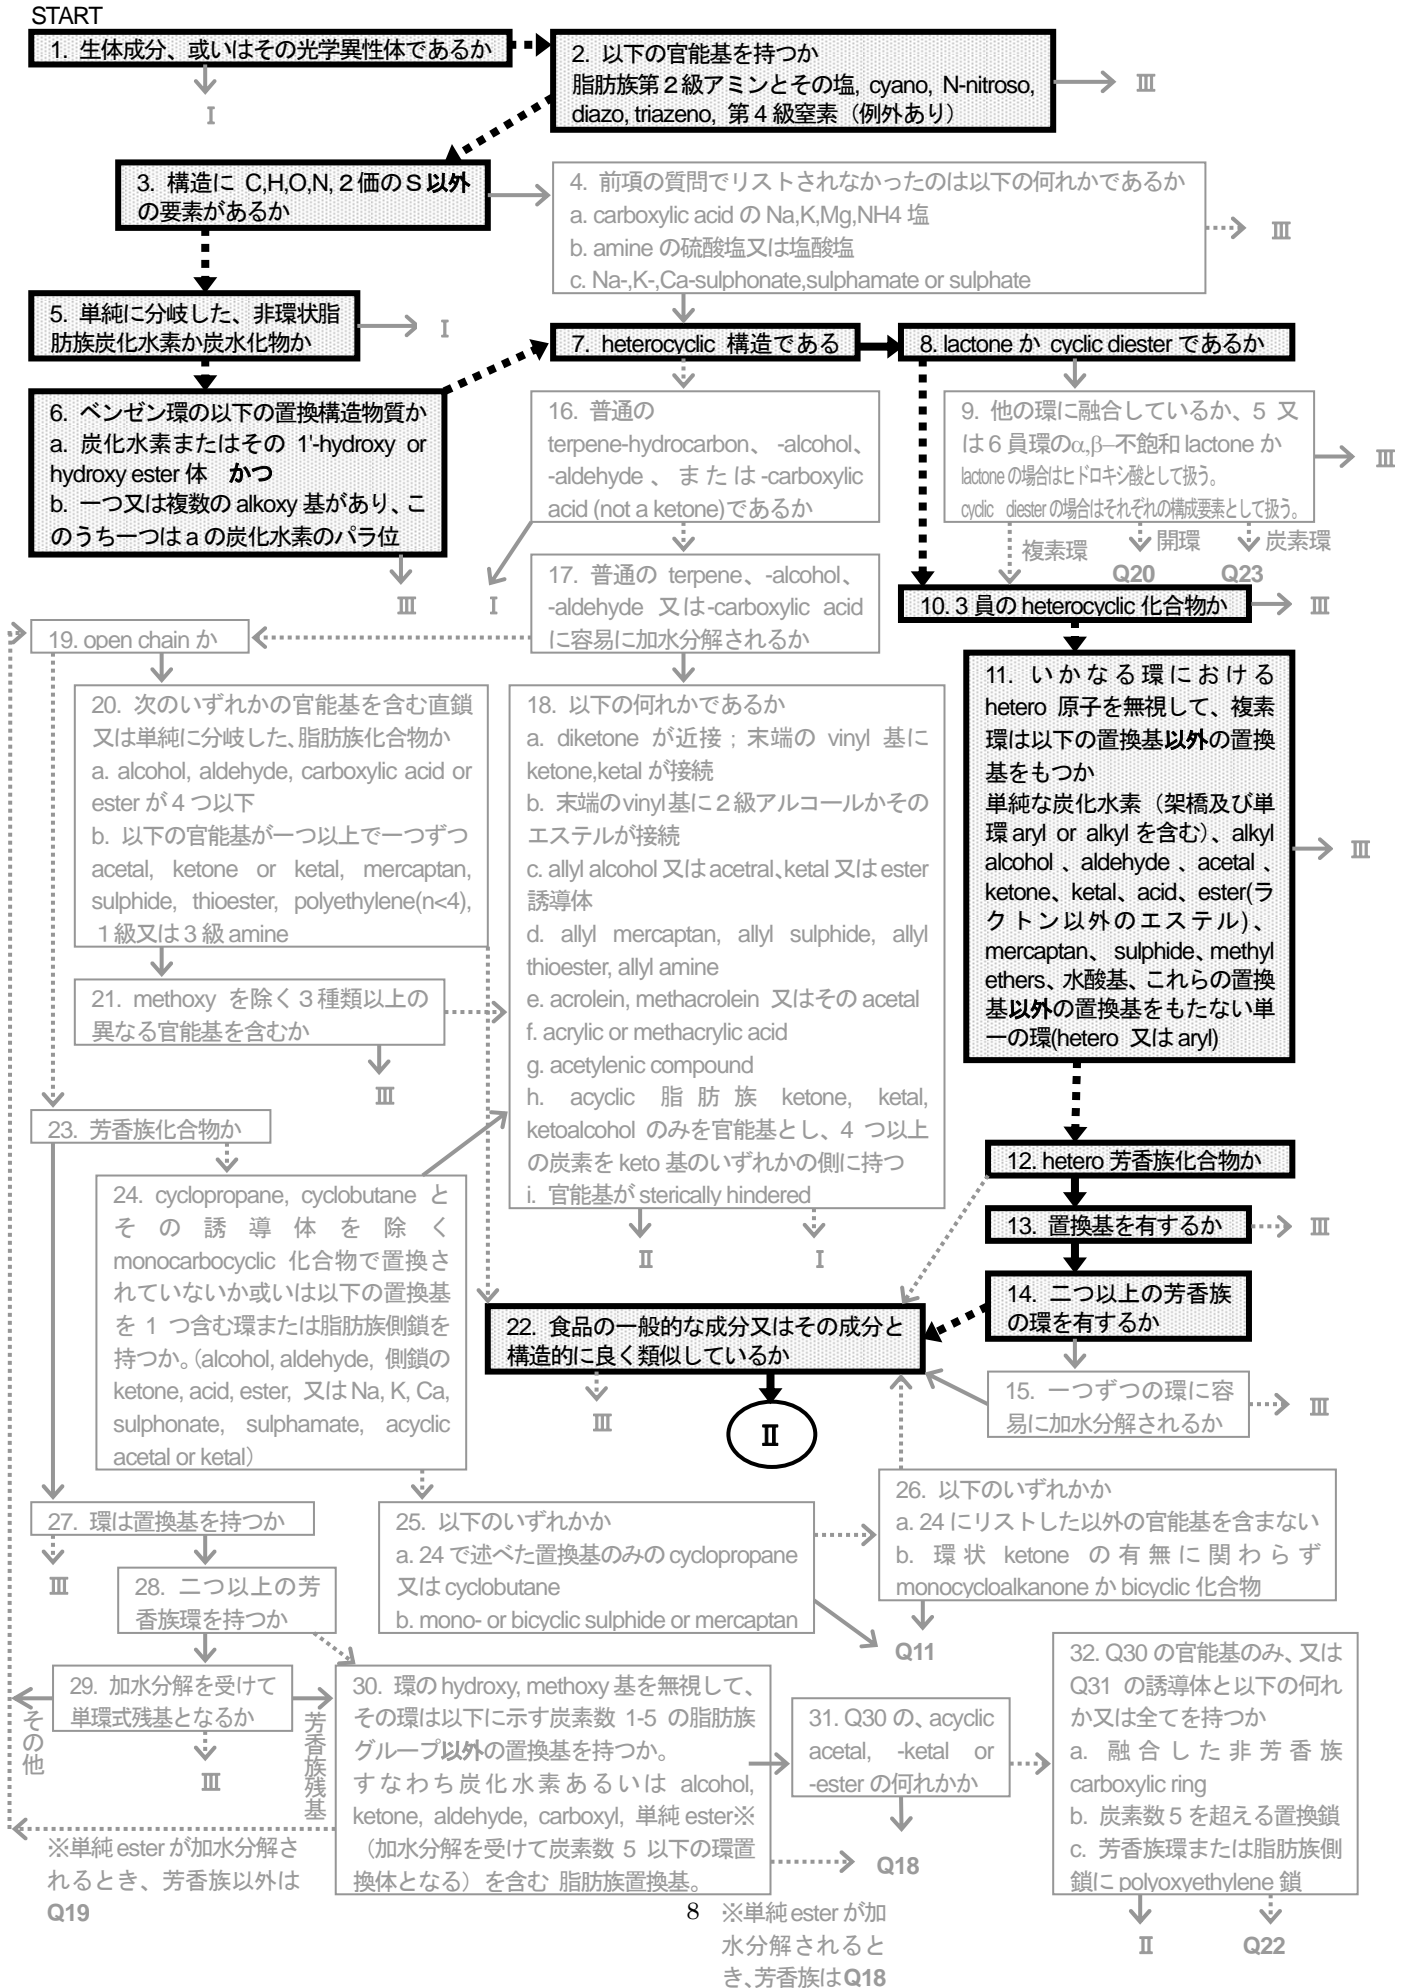 START
1. 生体成分、或いはその光学異性体であるか
I
2. 以下の官能基を持つか
脂肪族第２級アミンとその塩, cyano, N-nitroso,
diazo, triazeno, 第４級窒素（例外あり）
Ⅲ
3. 構造に C,H,O,N,２価のＳ以外
の要素があるか
4. 前項の質問でリストされなかったのは以下の何れかであるか
a. carboxylic acid の Na,K,Mg,NH4 塩
b. amine の硫酸塩又は塩酸塩
c. Na-,K-,Ca-sulphonate,sulphamate or sulphate
Ⅲ
5. 単純に分岐した、非環状脂
肪族炭化水素か炭水化物か
I
6. ベンゼン環の以下の置換構造物質か
a. 炭化水素またはその 1'-hydroxy or
hydroxy ester 体　かつ
b. 一つ又は複数の alkoxy 基があり、こ
のうち一つは a の炭化水素のパラ位
Ⅲ
7. heterocyclic 構造である
8. lactone か cyclic diester であるか
9. 他の環に融合しているか、5 又
は 6 員環のα,β–不飽和 lactone か
lactone の場合はヒドロキシ酸として扱う。
cyclic diester の場合はそれぞれの構成要素として扱う。
Ⅲ
複素環
開環
炭素環
Q20
Q23
10. 3 員の heterocyclic 化合物か
Ⅲ
11. いかなる環における
hetero 原子を無視して、複素
環は以下の置換基以外の置換
基をもつか
単純な炭化水素（架橋及び単
環 aryl or alkyl を含む）、alkyl
alcohol 、aldehyde 、acetal 、
ketone、ketal、acid、ester(ラ
クトン以外のエステル)、
mercaptan、 sulphide、methyl
ethers、水酸基、これらの置換
基以外の置換基をもたない単
一の環(hetero 又は aryl)
Ⅲ
12. hetero 芳香族化合物か
13. 置換基を有するか
Ⅲ
14. 二つ以上の芳香族
の環を有するか
15. 一つずつの環に容
易に加水分解されるか
Ⅲ
16. 普通の
terpene-hydrocarbon、 -alcohol、
-aldehyde 、または-carboxylic
acid (not a ketone)であるか
I
17. 普通の terpene、-alcohol、
-aldehyde 又は-carboxylic acid
に容易に加水分解されるか
18. 以下の何れかであるか
a. diketone が近接；末端の vinyl 基に
ketone,ketal が接続
b. 末端の vinyl 基に２級アルコールかその
エステルが接続
c. allyl alcohol 又は acetral、ketal 又は ester
誘導体
d. allyl mercaptan, allyl sulphide, allyl
thioester, allyl amine
e. acrolein, methacrolein 又はその acetal
f. acrylic or methacrylic acid
g. acetylenic compound
h. acyclic 脂肪族 ketone, ketal,
ketoalcohol のみを官能基とし、4 つ以上
の炭素を keto 基のいずれかの側に持つ
i. 官能基が sterically hindered
Ⅱ
I
19. open chain か
20. 次のいずれかの官能基を含む直鎖
又は単純に分岐した、脂肪族化合物か
a. alcohol, aldehyde, carboxylic acid or
ester が 4 つ以下
b. 以下の官能基が一つ以上で一つずつ
acetal, ketone or ketal, mercaptan,
sulphide, thioester, polyethylene(n<4),
１級又は３級 amine
21. methoxy を除く３種類以上の
異なる官能基を含むか
Ⅲ
22. 食品の一般的な成分又はその成分と
構造的に良く類似しているか
Ⅲ
Ⅱ
23. 芳香族化合物か
24. cyclopropane, cyclobutane と
その誘導体を除く
monocarbocyclic 化合物で置換さ
れていないか或いは以下の置換基
を 1 つ含む環または脂肪族側鎖を
持つか。(alcohol, aldehyde, 側鎖の
ketone, acid, ester, 又は Na, K, Ca,
sulphonate, sulphamate, acyclic
acetal or ketal）
25. 以下のいずれかか
a. 24 で述べた置換基のみの cyclopropane
又は cyclobutane
b. mono- or bicyclic sulphide or mercaptan
26. 以下のいずれかか
a. 24 にリストした以外の官能基を含まない
b. 環状 ketone の有無に関わらず
monocycloalkanone か bicyclic 化合物
Q11
27. 環は置換基を持つか
Ⅲ
28. 二つ以上の芳
香族環を持つか
29. 加水分解を受けて
単環式残基となるか
その他
芳香族残基
Ⅲ
30. 環の hydroxy, methoxy 基を無視して、
その環は以下に示す炭素数 1-5 の脂肪族
グループ以外の置換基を持つか。
すなわち炭化水素あるいは alcohol,
ketone, aldehyde, carboxyl, 単純 ester※
（加水分解を受けて炭素数 5 以下の環置
換体となる）を含む 脂肪族置換基。
31. Q30 の、acyclic
acetal, -ketal or
-ester の何れかか
Q18
32. Q30 の官能基のみ、又は
Q31 の誘導体と以下の何れ
か又は全てを持つか
a. 融合した非芳香族
carboxylic ring
b. 炭素数 5 を超える置換鎖
c. 芳香族環または脂肪族側
鎖に polyoxyethylene 鎖
Ⅱ
Q22
※単純 ester が加水分解さ
れるとき、芳香族以外は
Q19
8
※単純 ester が加
水分解されると
き、芳香族は Q18